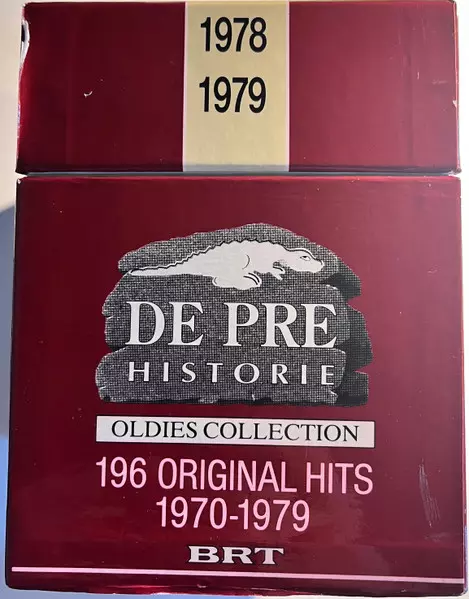 1978
1979
DE PRE
HISTORIE
OLDIES COLLECTION
196 ORIGINAL HITS
1970-1979
BRT